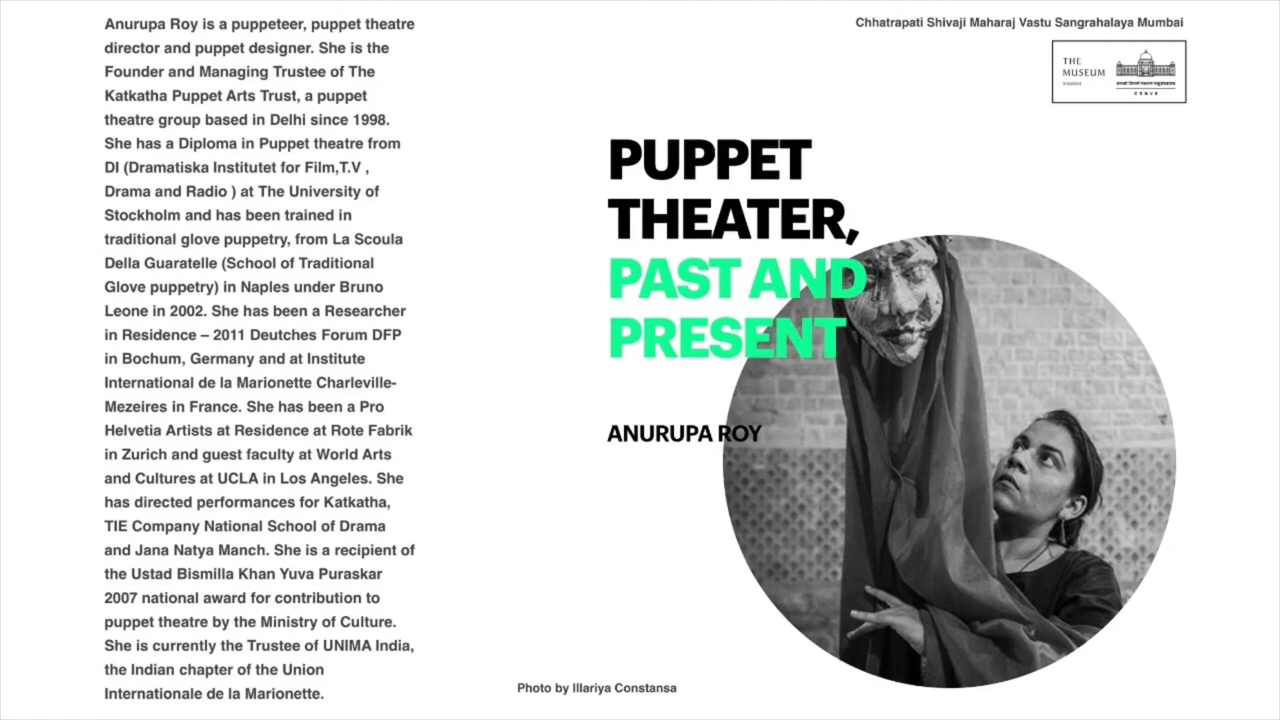 Anurupa Roy is a puppeteer, puppet theatre
director and puppet designer. She is the
Founder and Managing Trustee of The
Katkatha Puppet Arts Trust, a puppet
theatre group based in Delhi since 1998.
She has a Diploma in Puppet theatre from
DI (Dramatiska Institutet for Film,T.V ,
Drama and Radio ) at The University of
Stockholm and has been trained in
traditional glove puppetry, from La Scoula
Della Guaratelle (School of Traditional
Glove puppetry) in Naples under Bruno
Leone in 2002. She has been a Researcher
in Residence – 2011 Deutches Forum DFP
in Bochum, Germany and at Institute
International de la Marionette Charleville-
Mezeires in France. She has been a Pro
Helvetia Artists at Residence at Rote Fabrik
in Zurich and guest faculty at World Arts
and Cultures at UCLA in Los Angeles. She
has directed performances for Katkatha,
TIE Company National School of Drama
and Jana Natya Manch. She is a recipient of
the Ustad Bismilla Khan Yuva Puraskar
2007 national award for contribution to
puppet theatre by the Ministry of Culture.
She is currently the Trustee of UNIMA India,
the Indian chapter of the Union
Internationale de la Marionette.
Chhatrapati Shivaji Maharaj Vastu Sangrahalaya Mumbai
THE
MUSEUM
PUPPET
THEATER,
PAST AND
PRESENT
ANURUPA ROY
Photo by Illariya Constansa